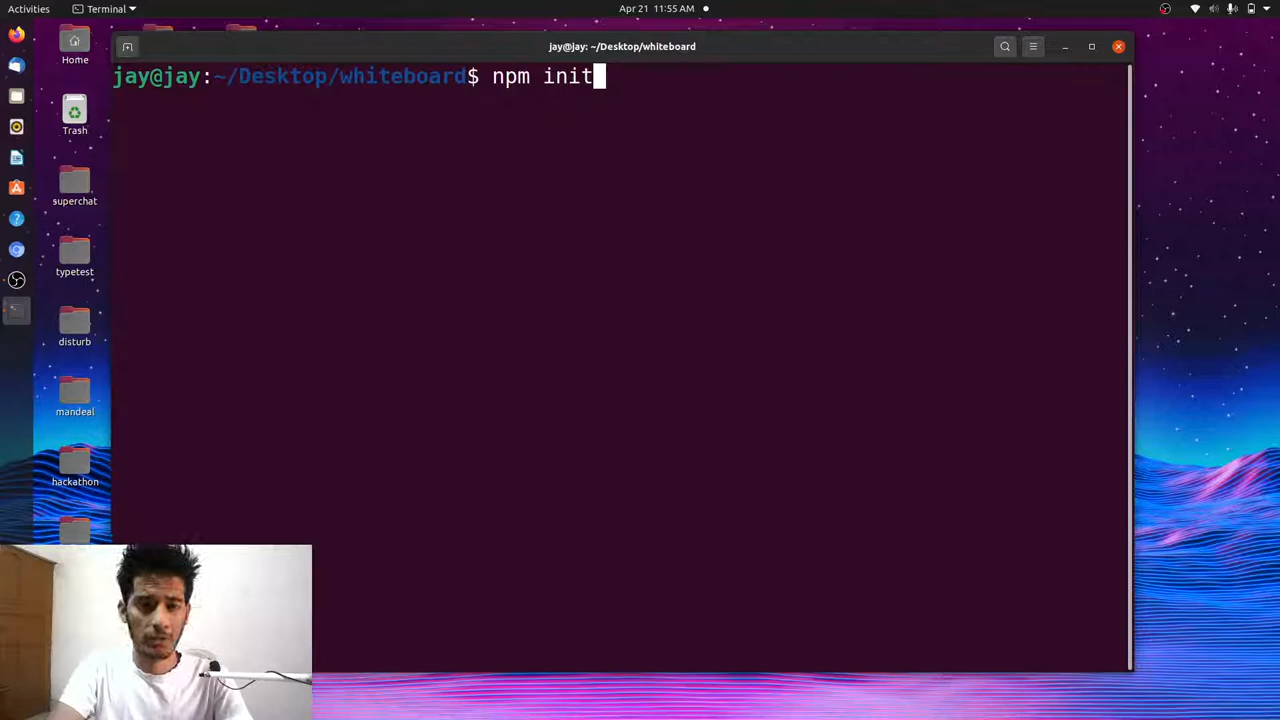 Activities
Terminal
Apr 21 11:55 AM
jay@jay: ~/Desktop/whiteboard
jay@jay:~/Desktop/whiteboard$ npm init
Home
Trash
superchat
typetest
disturb
mandeal
hackathon